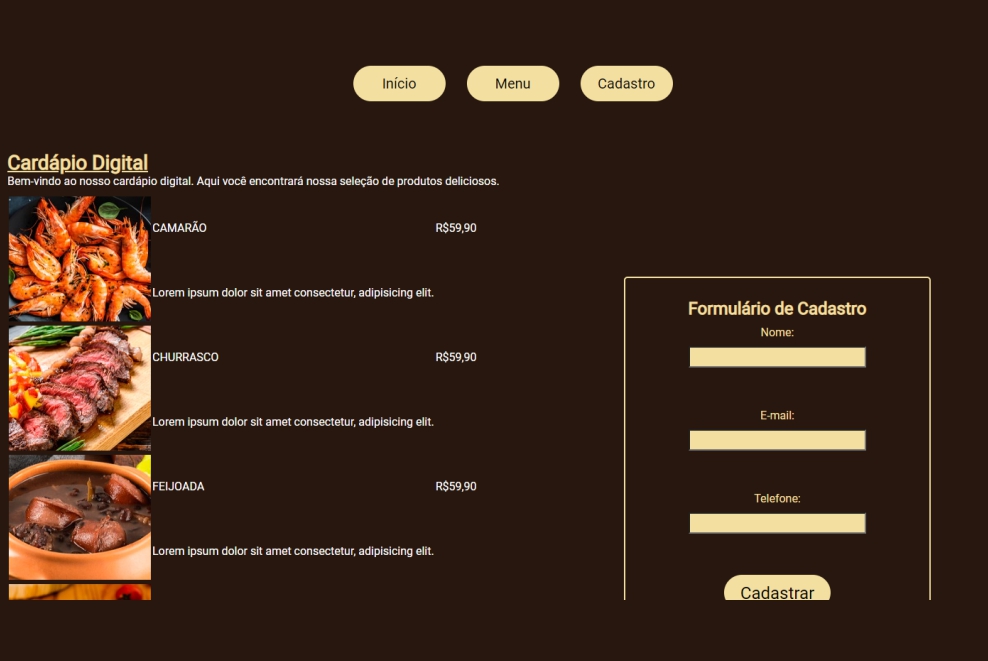 Início Menu Cadastro
Cardápio Digital
Bem-vindo ao nosso cardápio digital. Aqui você encontrará nossa seleção de produtos deliciosos.
CAMARÃO R$59,90
Lorem ipsum dolor sit amet consectetur, adipisicing elit.
CHURRASCO R$59,90
Lorem ipsum dolor sit amet consectetur, adipisicing elit.
FEIJOADA R$59,90
Lorem ipsum dolor sit amet consectetur, adipisicing elit.
Formulário de Cadastro
Nome:
E-mail:
Telefone:
Cadastrar